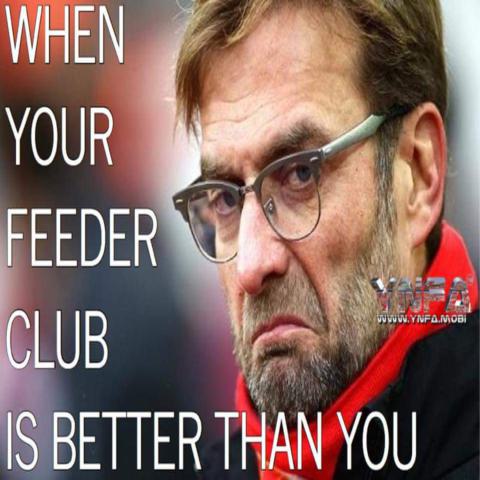 WHEN
YOUR
FEEDER
CLUB
IS BETTER THAN YOU
YNFA
WWW.YNFA.MOBI